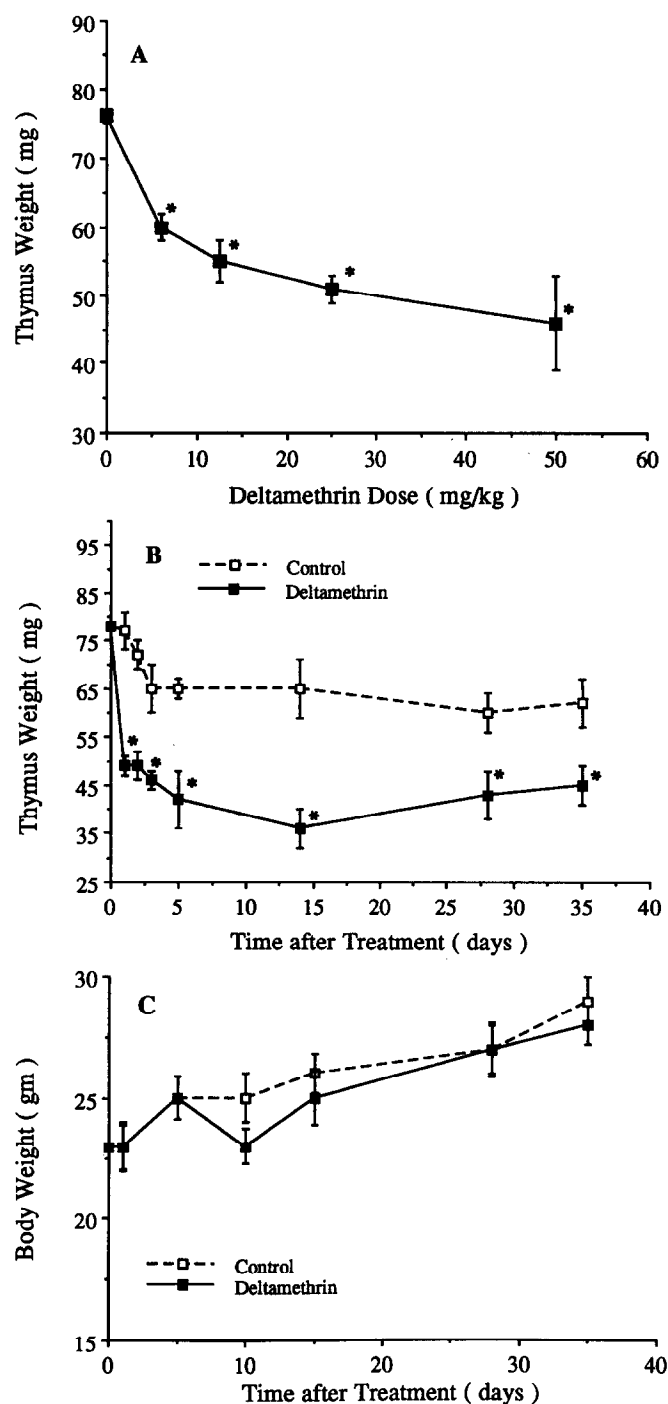 A
90
80
70
60
50
40
30
Thymus Weight ( mg )
*
*
*
*
0 10 20 30 40 50 60
Deltamethrin Dose ( mg/kg )
B
Control
Deltamethrin
95
85
75
65
55
45
35
25
Thymus Weight ( mg )
*
*
*
*
*
*
0 5 10 15 20 25 30 35 40
Time after Treatment ( days )
C
30
25
20
15
Body Weight ( gm )
Control
Deltamethrin
0 10 20 30 40
Time after Treatment ( days )